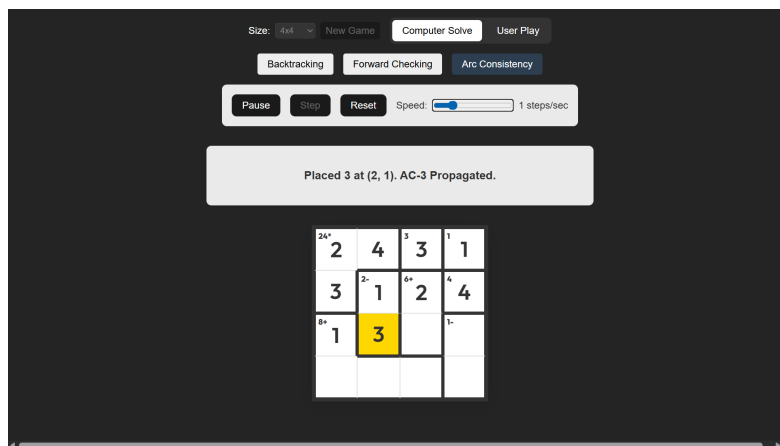 Size: 4x4 New Game Computer Solve User Play
Backtracking Forward Checking Arc Consistency
Pause Step Reset Speed: 1 steps/sec
Placed 3 at (2, 1). AC-3 Propagated.
24* 3 1
2 4 3 1
2- 6+ 4
3 1 2 4
8+ 1-
1 3